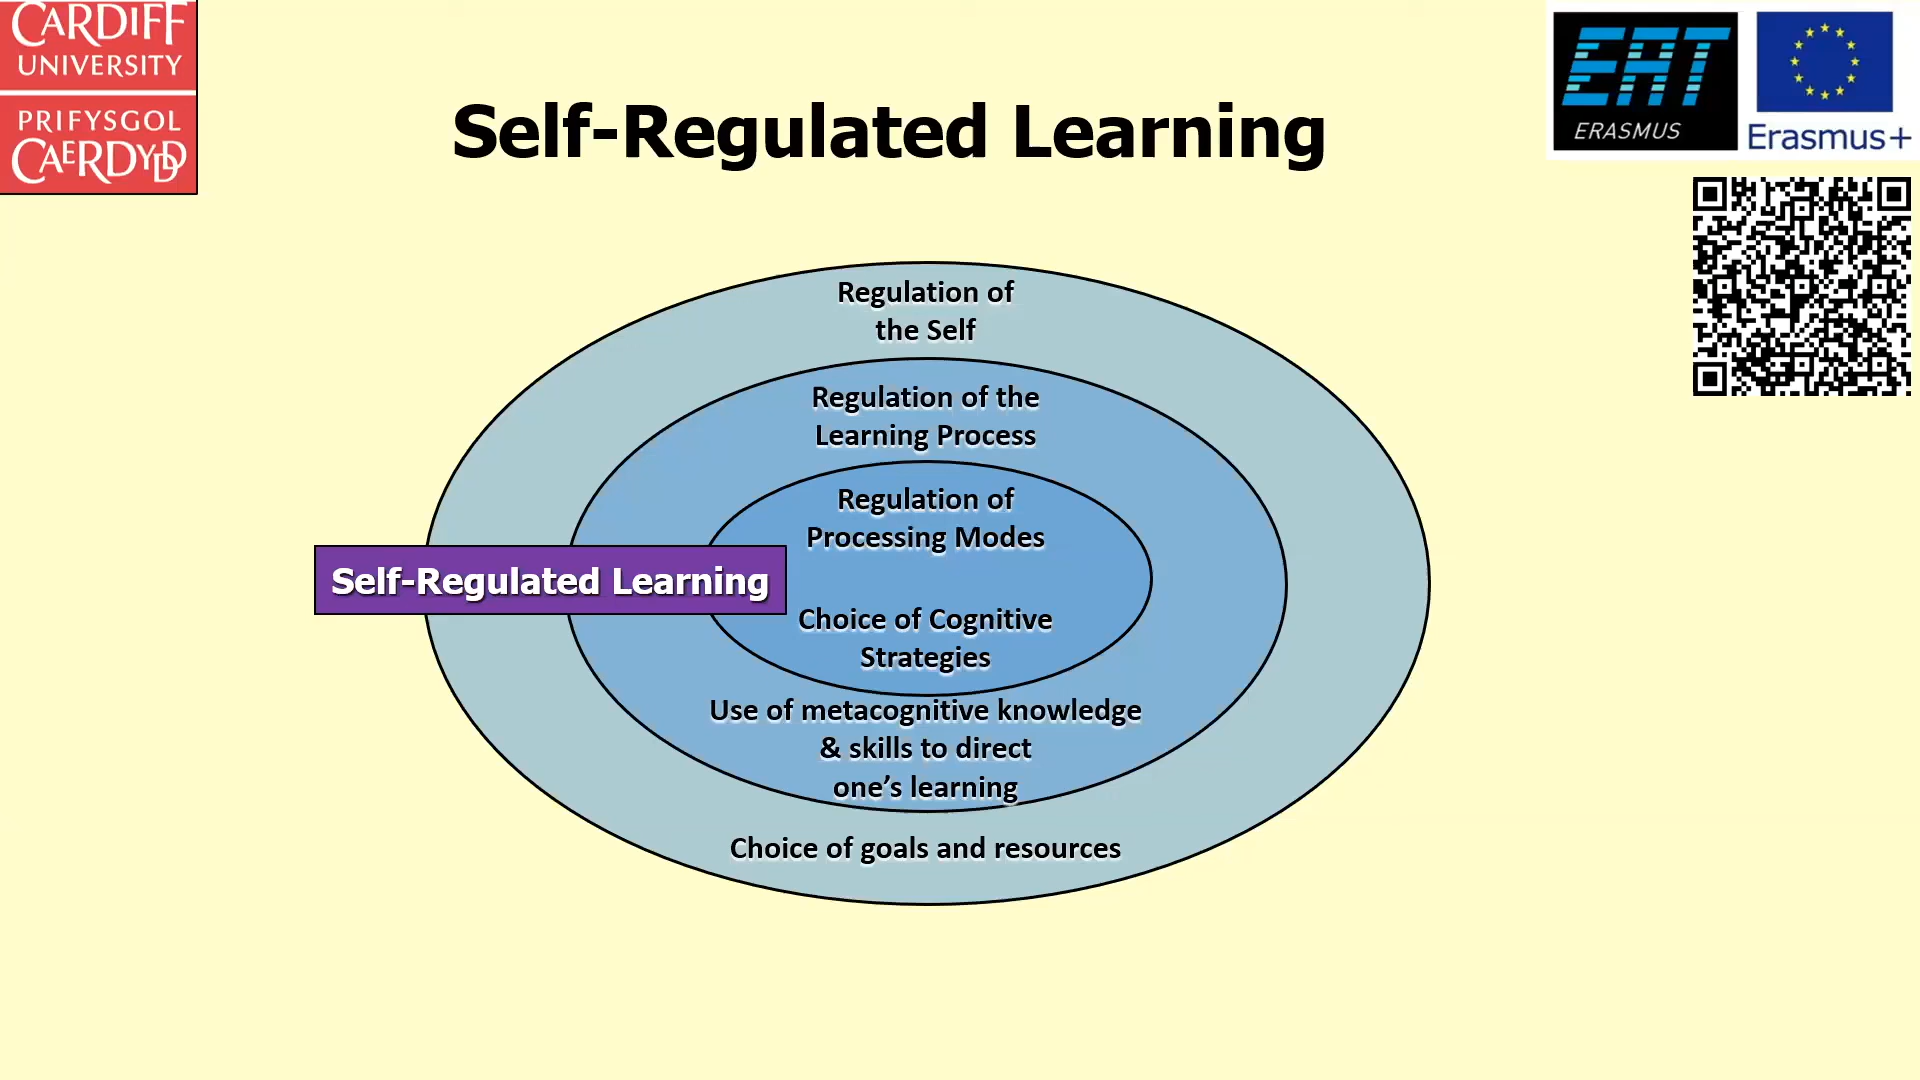 CARDIFF
UNIVERSITY
PRIFYSGOL
CAERDYDD
Self-Regulated Learning
EAT
ERASMUS
Erasmus+
Regulation of
the Self
Regulation of the
Learning Process
Regulation of
Processing Modes
Self-Regulated Learning
Choice of Cognitive
Strategies
Use of metacognitive knowledge
& skills to direct
one’s learning
Choice of goals and resources